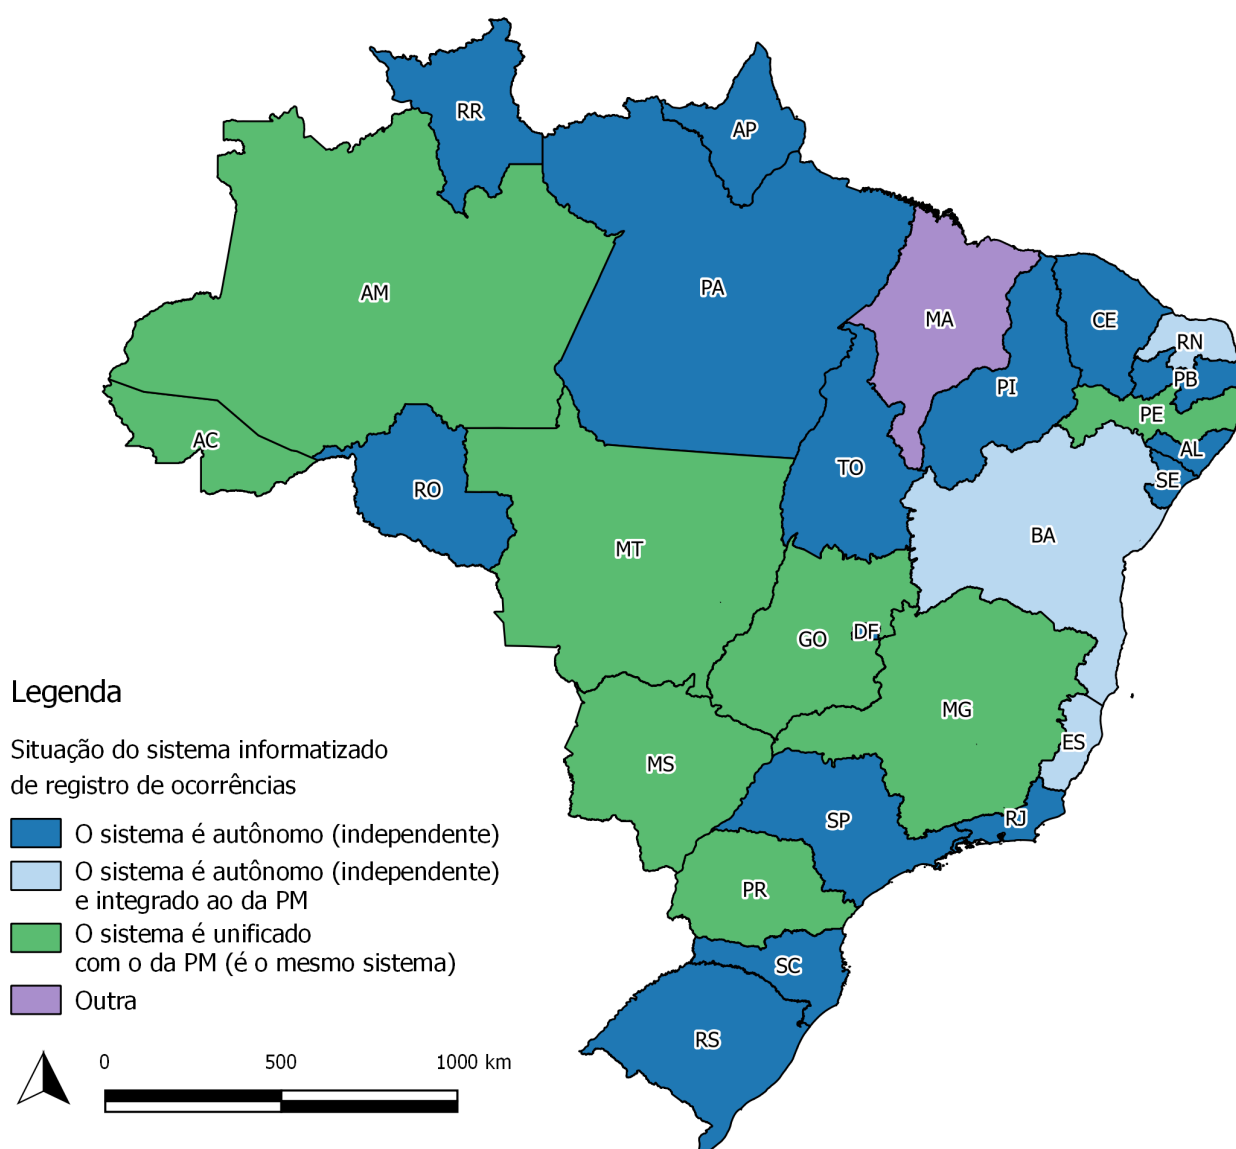 RR
AP
AM
PA
MA
CE
RN
PB
PI
PE
AC
AL
TO
SE
RO
BA
MT
DF
GO
MG
ES
MS
SP
RJ
PR
SC
RS
Legenda
Situação do sistema informatizado
de registro de ocorrências
O sistema é autônomo (independente)
O sistema é autônomo (independente)
e integrado ao da PM
O sistema é unificado
com o da PM (é o mesmo sistema)
Outra
0 500 1000 km